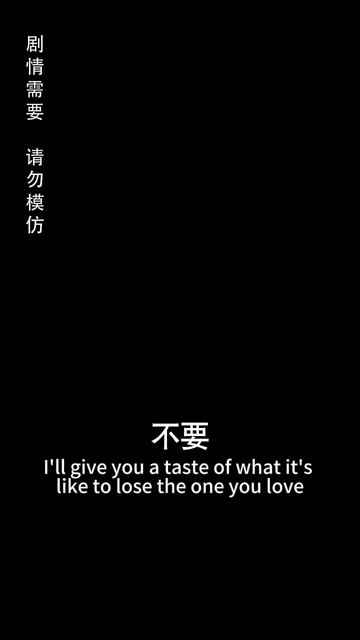 剧情需要 请勿模仿
不要
I'll give you a taste of what it's
like to lose the one you love